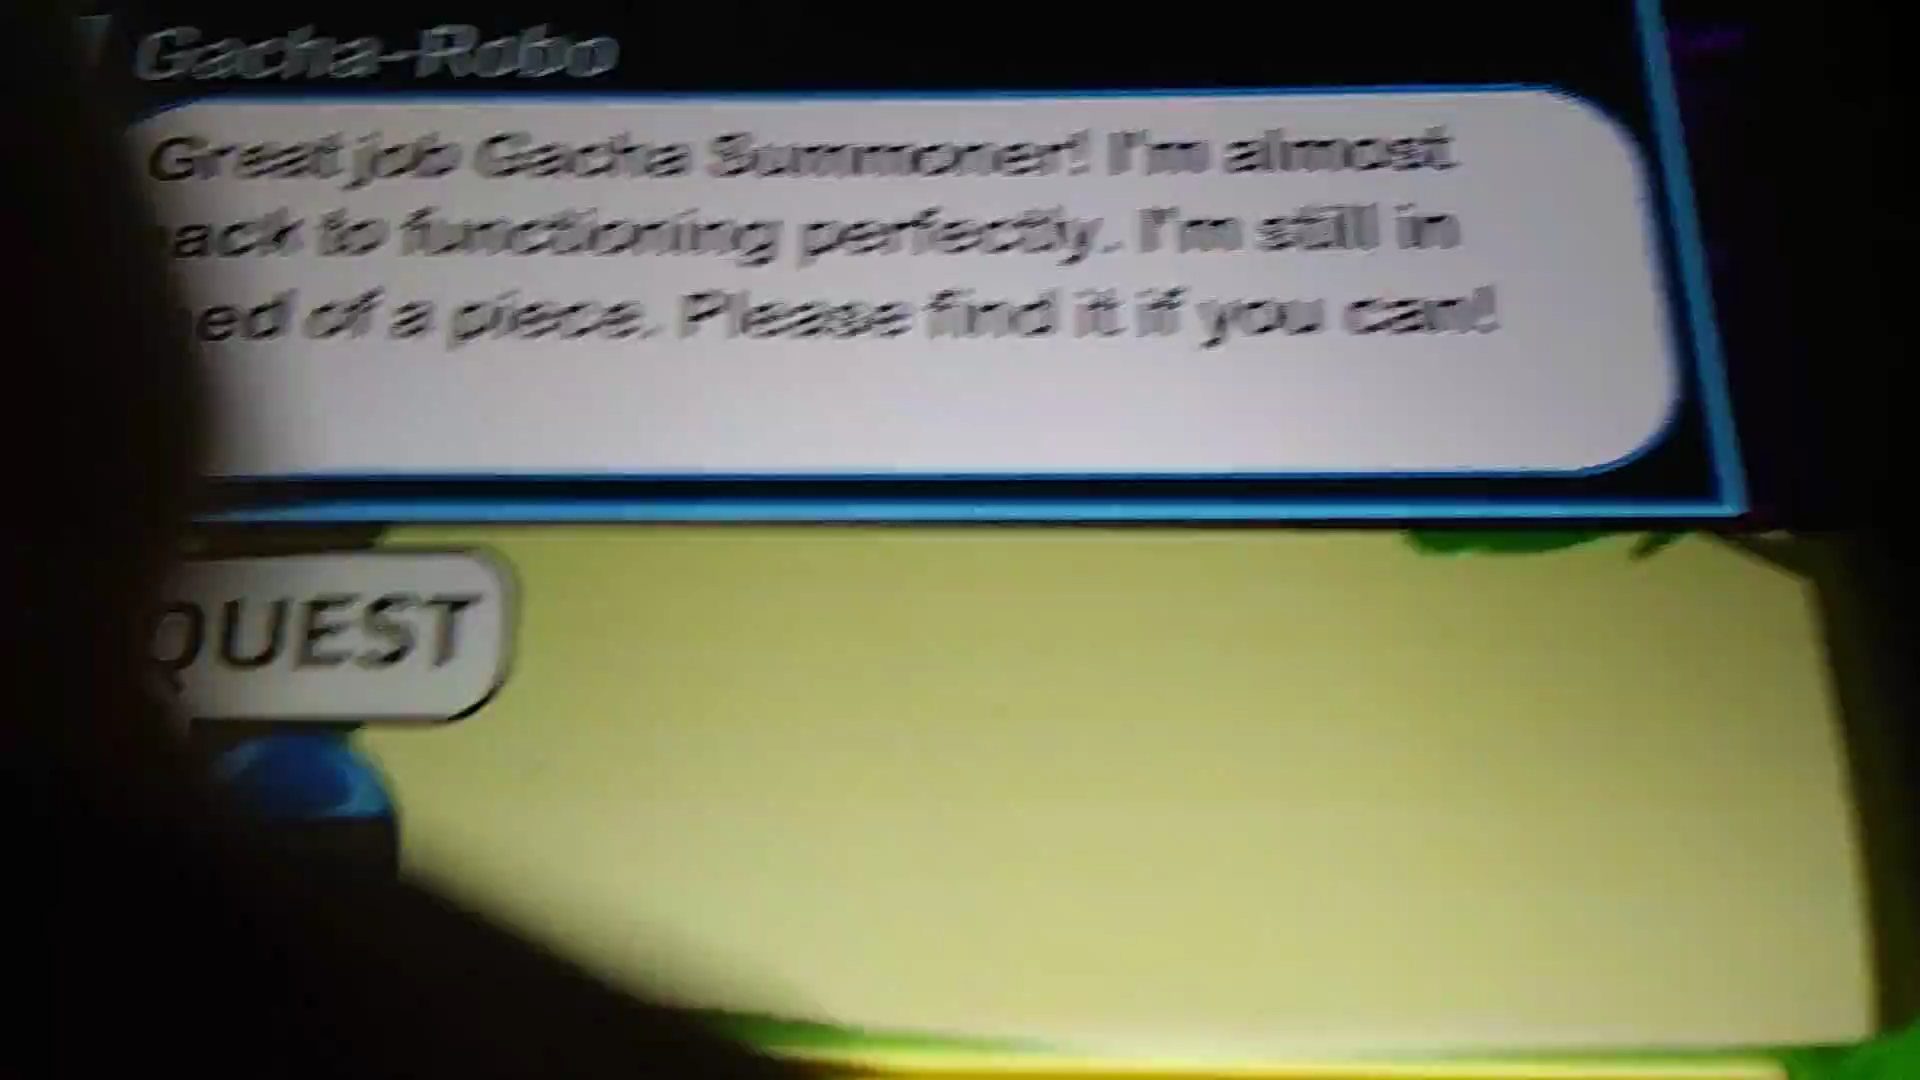 Gacha-Robo
Great job Gacha Summoner! I'm almost
ack to functioning perfectly. I'm still in
ed of a piece. Please find it if you can!
QUEST